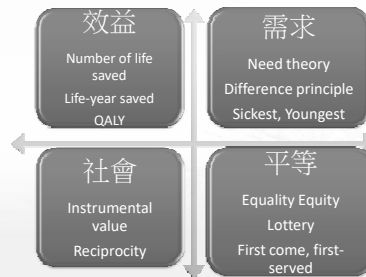 效益
Number of life
saved
Life-year saved
QALY
需求
Need theory
Difference principle
Sickest, Youngest
社會
Instrumental
value
Reciprocity
平等
Equality Equity
Lottery
First come, first-
served